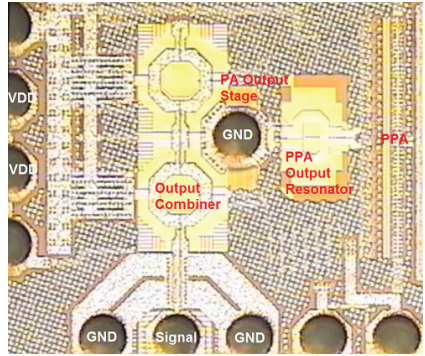 PA Output
Stage
VDD
GND
PPA
PPA
Output
Resonator
VDD
Output
Combiner
GND
Signal
GND